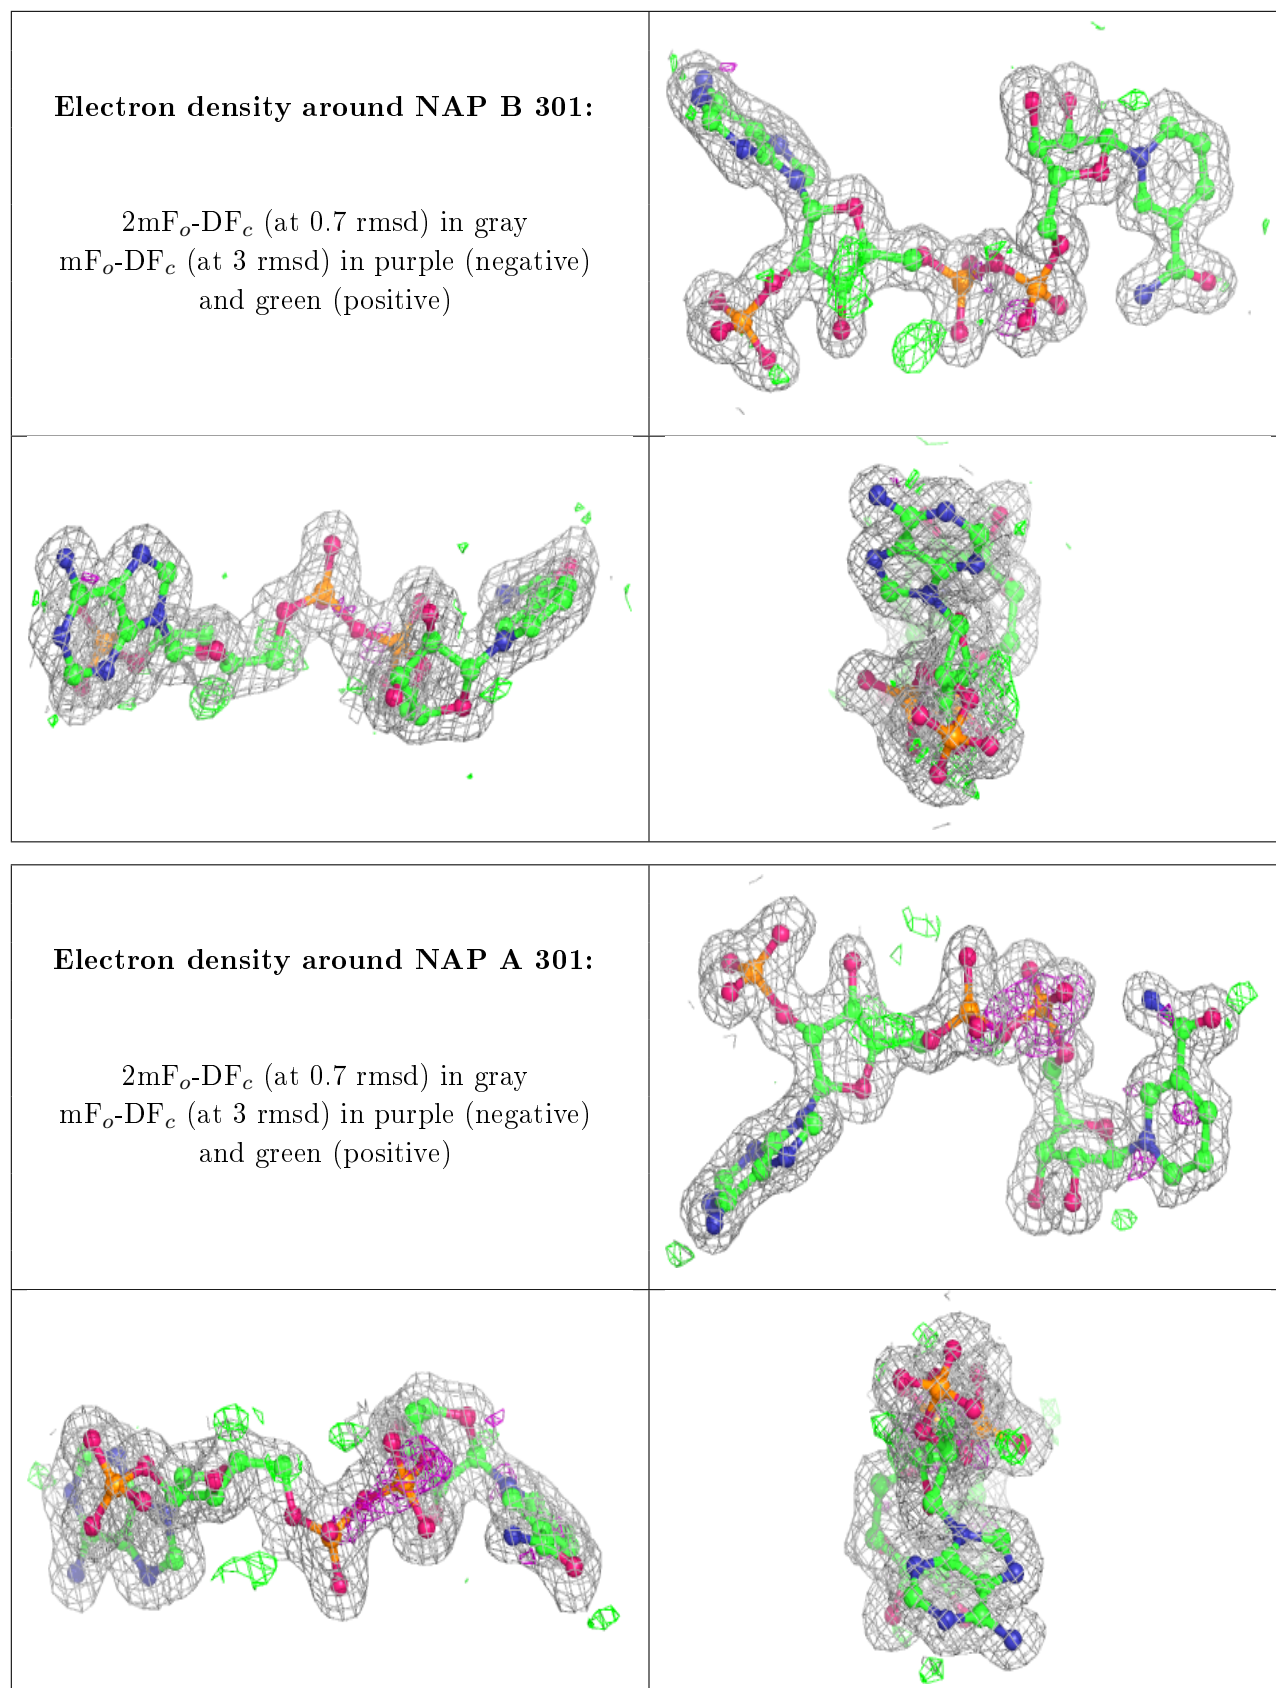 Electron density around NAP B 301:
2mFo-DFc (at 0.7 rmsd) in gray
mFo-DFc (at 3 rmsd) in purple (negative)
and green (positive)
Electron density around NAP A 301:
2mFo-DFc (at 0.7 rmsd) in gray
mFo-DFc (at 3 rmsd) in purple (negative)
and green (positive)